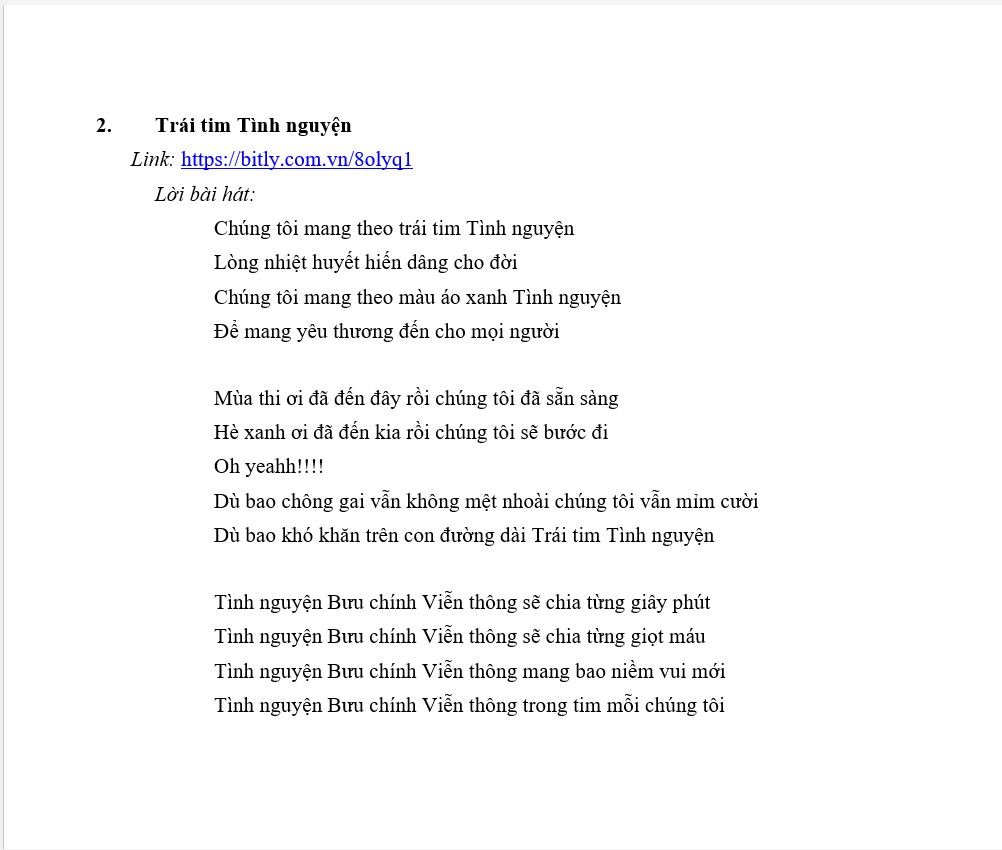 2. Trái tim Tình nguyện
Link: https://bitly.com.vn/8olyq1
Lời bài hát:
Chúng tôi mang theo trái tim Tình nguyện
Lòng nhiệt huyết hiến dâng cho đời
Chúng tôi mang theo màu áo xanh Tình nguyện
Để mang yêu thương đến cho mọi người
Mùa thi ơi đã đến đây rồi chúng tôi đã sẵn sàng
Hè xanh ơi đã đến kia rồi chúng tôi sẽ bước đi
Oh yeahh!!!!
Dù bao chông gai vẫn không mệt nhoài chúng tôi vẫn mỉm cười
Dù bao khó khăn trên con đường dài Trái tim Tình nguyện
Tình nguyện Bưu chính Viễn thông sẽ chia từng giây phút
Tình nguyện Bưu chính Viễn thông sẽ chia từng giọt máu
Tình nguyện Bưu chính Viễn thông mang bao niềm vui mới
Tình nguyện Bưu chính Viễn thông trong tim mỗi chúng tôi